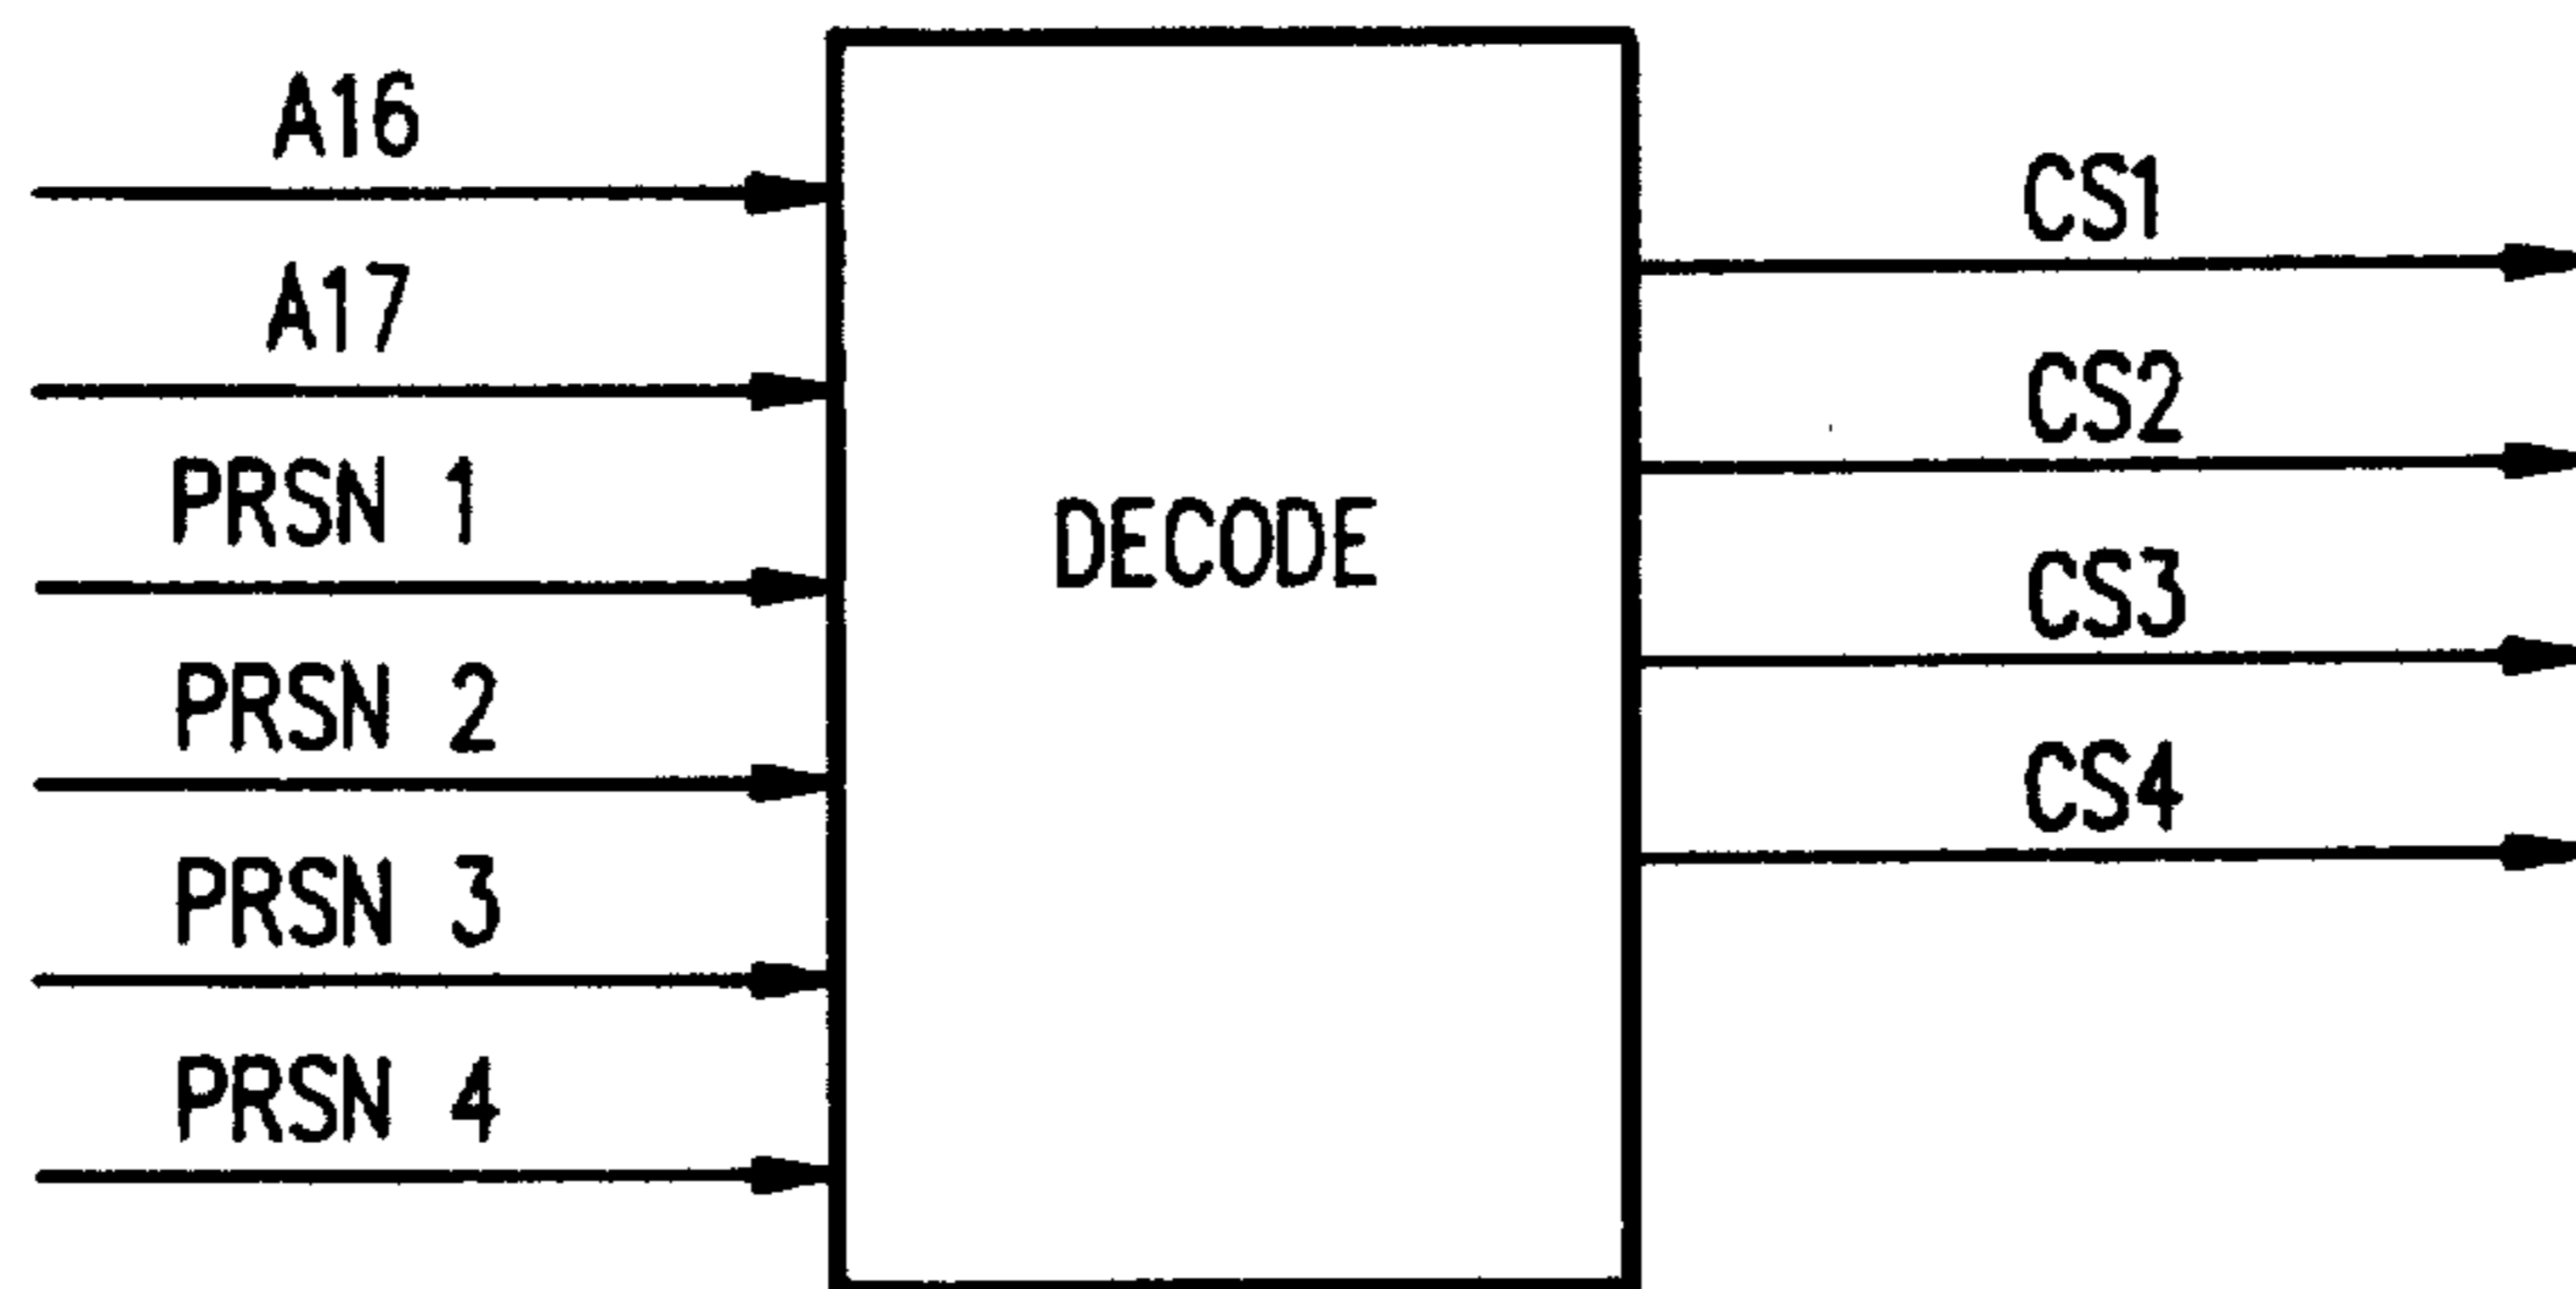 A16
A17
PRSN 1
PRSN 2
PRSN 3
PRSN 4
DECODE
CS1
CS2
CS3
CS4